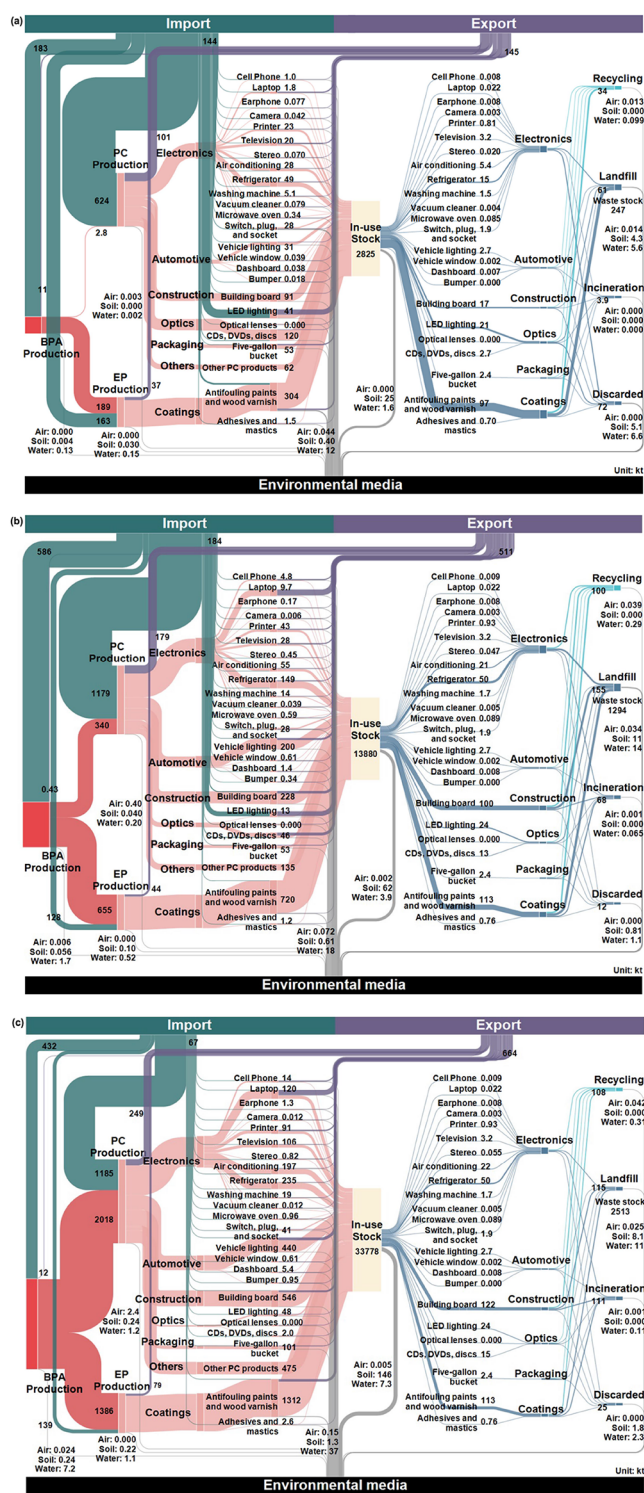 (a)
Import
Export
183
144
145
Cell Phone 1.0
Laptop 1.8
Earphone 0.077
Camera 0.042
Printer 23
Television 20
Stereo 0.070
Air conditioning 28
Refrigerator 49
Washing machine 5.1
Vacuum cleaner 0.079
Microwave oven 0.34
Switch, plug, and socket 28
Vehicle lighting 31
Vehicle window 0.039
Dashboard 0.038
Bumper 0.018
Building board 91
LED lighting 41
Optical lenses 0.000
CDs, DVDs, discs 120
Five-gallon bucket 53
Other PC products 62
Antifouling paints and wood varnish 304
Adhesives and mastics 1.5
PC Production
101
Electronics
624
2.8
Automotive
Construction
Optics
Packaging
Others
11
Air: 0.003
Soil: 0.000
Water: 0.002
BPA Production
EP Production
37
189
163
Coatings
Air: 0.000
Soil: 0.004
Water: 0.13
Air: 0.000
Soil: 0.030
Water: 0.15
Air: 0.044
Soil: 0.40
Water: 12
In-use Stock
2825
Air: 0.000
Soil: 25
Water: 1.6
Cell Phone 0.008
Laptop 0.022
Earphone 0.008
Camera 0.003
Printer 0.81
Television 3.2
Stereo 0.020
Air conditioning 5.4
Refrigerator 15
Washing machine 1.5
Vacuum cleaner 0.004
Microwave oven 0.085
Switch, plug, and socket 1.9
Vehicle lighting 2.7
Vehicle window 0.002
Dashboard 0.007
Bumper 0.000
Building board 17
LED lighting 21
Optical lenses 0.000
CDs, DVDs, discs 2.7
Five-gallon bucket 2.4
Antifouling paints and wood varnish 97
Adhesives and mastics 0.70
Electronics
Automotive
Construction
Optics
Packaging
Coatings
Recycling
34
Air: 0.013
Soil: 0.000
Water: 0.099
Landfill
61
Waste stock
247
Air: 0.014
Soil: 4.3
Water: 5.6
Incineration
3.9
Air: 0.000
Soil: 0.000
Water: 0.000
Discarded
72
Air: 0.000
Soil: 5.1
Water: 6.6
Unit: kt
Environmental media
(b)
Import
Export
586
184
511
Cell Phone 4.8
Laptop 9.7
Earphone 0.17
Camera 0.006
Printer 43
Television 28
Stereo 0.45
Air conditioning 55
Refrigerator 149
Washing machine 14
Vacuum cleaner 0.039
Microwave oven 0.59
Switch, plug, and socket 28
Vehicle lighting 200
Vehicle window 0.61
Dashboard 1.4
Bumper 0.34
Building board 228
LED lighting 13
Optical lenses 0.000
CDs, DVDs, discs 46
Five-gallon bucket 53
Other PC products 135
Antifouling paints and wood varnish 720
Adhesives and mastics 1.2
PC Production
179
Electronics
1179
340
Automotive
Construction
Optics
Packaging
Others
0.43
Air: 0.40
Soil: 0.040
Water: 0.20
BPA Production
EP Production
44
655
128
Coatings
Air: 0.006
Soil: 0.056
Water: 1.7
Air: 0.000
Soil: 0.10
Water: 0.52
Air: 0.072
Soil: 0.61
Water: 18
In-use Stock
13880
Air: 0.002
Soil: 62
Water: 3.9
Cell Phone 0.009
Laptop 0.022
Earphone 0.008
Camera 0.003
Printer 0.93
Television 3.2
Stereo 0.047
Air conditioning 21
Refrigerator 50
Washing machine 1.7
Vacuum cleaner 0.005
Microwave oven 0.089
Switch, plug, and socket 1.9
Vehicle lighting 2.7
Vehicle window 0.002
Dashboard 0.008
Bumper 0.000
Building board 100
LED lighting 24
Optical lenses 0.000
CDs, DVDs, discs 13
Five-gallon bucket 2.4
Antifouling paints and wood varnish 113
Adhesives and mastics 0.76
Electronics
Automotive
Construction
Optics
Packaging
Coatings
Recycling
100
Air: 0.039
Soil: 0.000
Water: 0.29
Landfill
155
Waste stock
1294
Air: 0.034
Soil: 11
Water: 14
Incineration
68
Air: 0.001
Soil: 0.000
Water: 0.065
Discarded
12
Air: 0.000
Soil: 0.81
Water: 1.1
Unit: kt
Environmental media
(c)
Import
Export
432
67
664
Cell Phone 14
Laptop 120
Earphone 1.3
Camera 0.012
Printer 91
Television 106
Stereo 0.82
Air conditioning 197
Refrigerator 235
Washing machine 19
Vacuum cleaner 0.012
Microwave oven 0.96
Switch, plug, and socket 41
Vehicle lighting 440
Vehicle window 0.61
Dashboard 5.4
Bumper 0.95
Building board 546
LED lighting 48
Optical lenses 0.000
CDs, DVDs, discs 2.0
Five-gallon bucket 101
Other PC products 475
Antifouling paints and wood varnish 1312
Adhesives and mastics 2.6
PC Production
249
Electronics
1185
2018
Automotive
Construction
Optics
Packaging
Others
12
Air: 2.4
Soil: 0.24
Water: 1.2
BPA Production
EP Production
79
1386
139
Coatings
Air: 0.024
Soil: 0.24
Water: 7.2
Air: 0.000
Soil: 0.22
Water: 1.1
Air: 0.15
Soil: 1.3
Water: 37
In-use Stock
33778
Air: 0.005
Soil: 146
Water: 7.3
Cell Phone 0.009
Laptop 0.022
Earphone 0.008
Camera 0.003
Printer 0.93
Television 3.2
Stereo 0.055
Air conditioning 22
Refrigerator 50
Washing machine 1.7
Vacuum cleaner 0.005
Microwave oven 0.089
Switch, plug, and socket 1.9
Vehicle lighting 2.7
Vehicle window 0.002
Dashboard 0.008
Bumper 0.000
Building board 122
LED lighting 24
Optical lenses 0.000
CDs, DVDs, discs 15
Five-gallon bucket 2.4
Antifouling paints and wood varnish 113
Adhesives and mastics 0.76
Electronics
Automotive
Construction
Optics
Packaging
Coatings
Recycling
108
Air: 0.042
Soil: 0.000
Water: 0.31
Landfill
115
Waste stock
2513
Air: 0.025
Soil: 8.1
Water: 11
Incineration
111
Air: 0.001
Soil: 0.000
Water: 0.11
Discarded
25
Air: 0.000
Soil: 1.8
Water: 2.3
Unit: kt
Environmental media